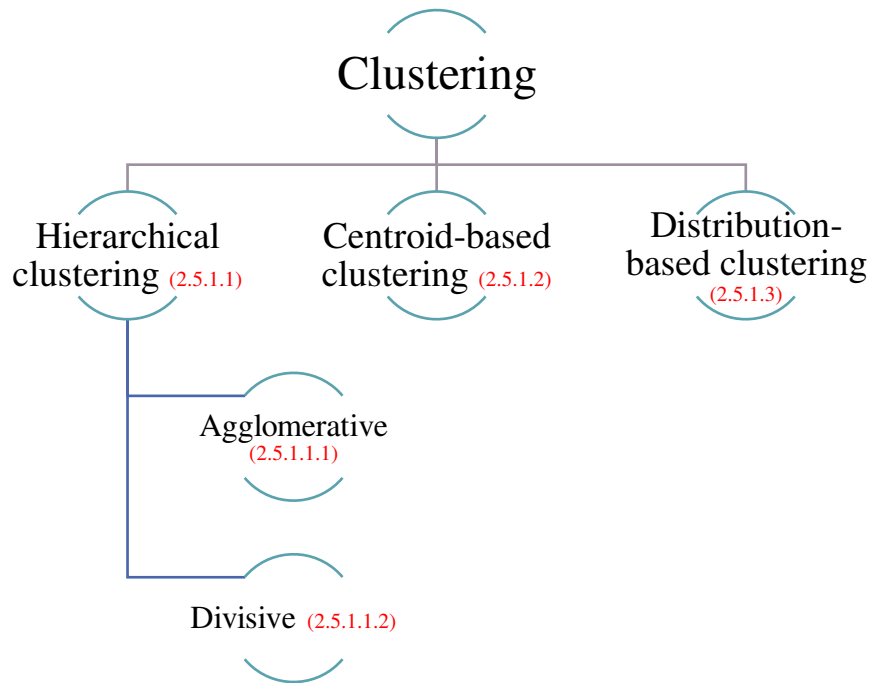 Clustering
Hierarchical
clustering (2.5.1.1)
Centroid-based
clustering (2.5.1.2)
Distribution-
based clustering
(2.5.1.3)
Agglomerative
(2.5.1.1.1)
Divisive (2.5.1.1.2)